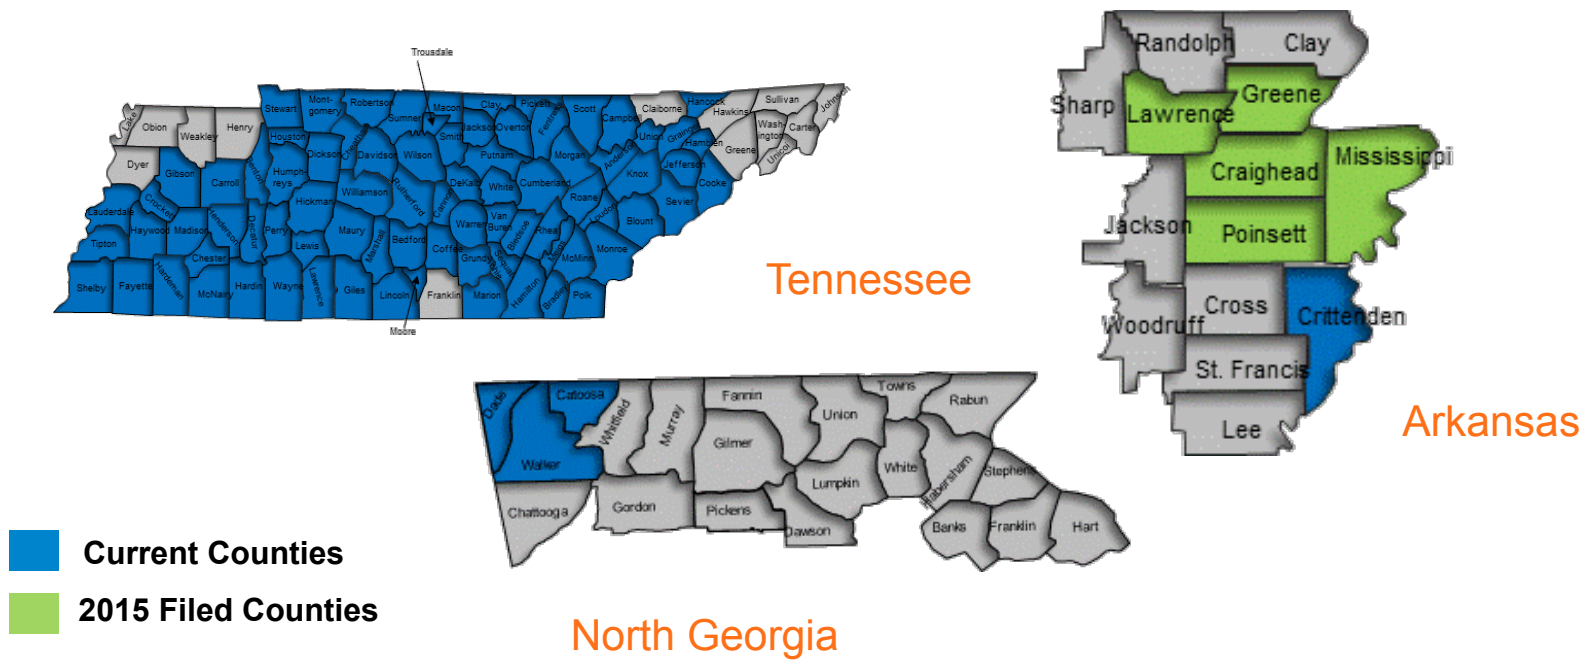 Trousdale
Lake
Obion
Weakley
Henry
Dyer
Gibson
Carroll
Stewart
Mont-
gomery
Robertson
Sumner
Macon
Clay
Pickett
Scott
Campbell
Claiborne
Hancock
Hawkins
Sullivan
Johnson
Houston
Dickson
Cheatham
Davidson
Wilson
Smith
Jackson
Overton
Fentress
Putnam
Morgan
Anderson
Union
Grainger
Hamblen
Greene
Wash-
ington
Carter
Unicoi
Benton
Humph-
reys
Hickman
Williamson
Rutherford
Cannon
DeKalb
White
Cumberland
Roane
Knox
Jefferson
Cocke
Sevier
Blount
Loudon
Lauderdale
Crockett
Haywood
Madison
Henderson
Decatur
Perry
Lewis
Maury
Marshall
Bedford
Coffee
Warren
Van
Buren
Bledsoe
Rhea
Meigs
McMinn
Monroe
Tipton
Chester
Shelby
Fayette
Hardeman
McNairy
Hardin
Wayne
Lawrence
Giles
Lincoln
Franklin
Grundy
Sequat
Marion
Hamilton
Bradley
Polk
Moore
Tennessee
Randolph
Clay
Sharp
Lawrence
Greene
Craighead
Mississippi
Jackson
Poinsett
Cross
Crittenden
Woodruff
St. Francis
Lee
Arkansas
Dade
Catoosa
Walker
Whitfield
Murray
Fannin
Gilmer
Union
Towns
Rabun
White
Lumpkin
Habersham
Stephens
Chattooga
Gordon
Pickens
Dawson
Banks
Franklin
Hart
North Georgia
Current Counties
2015 Filed Counties